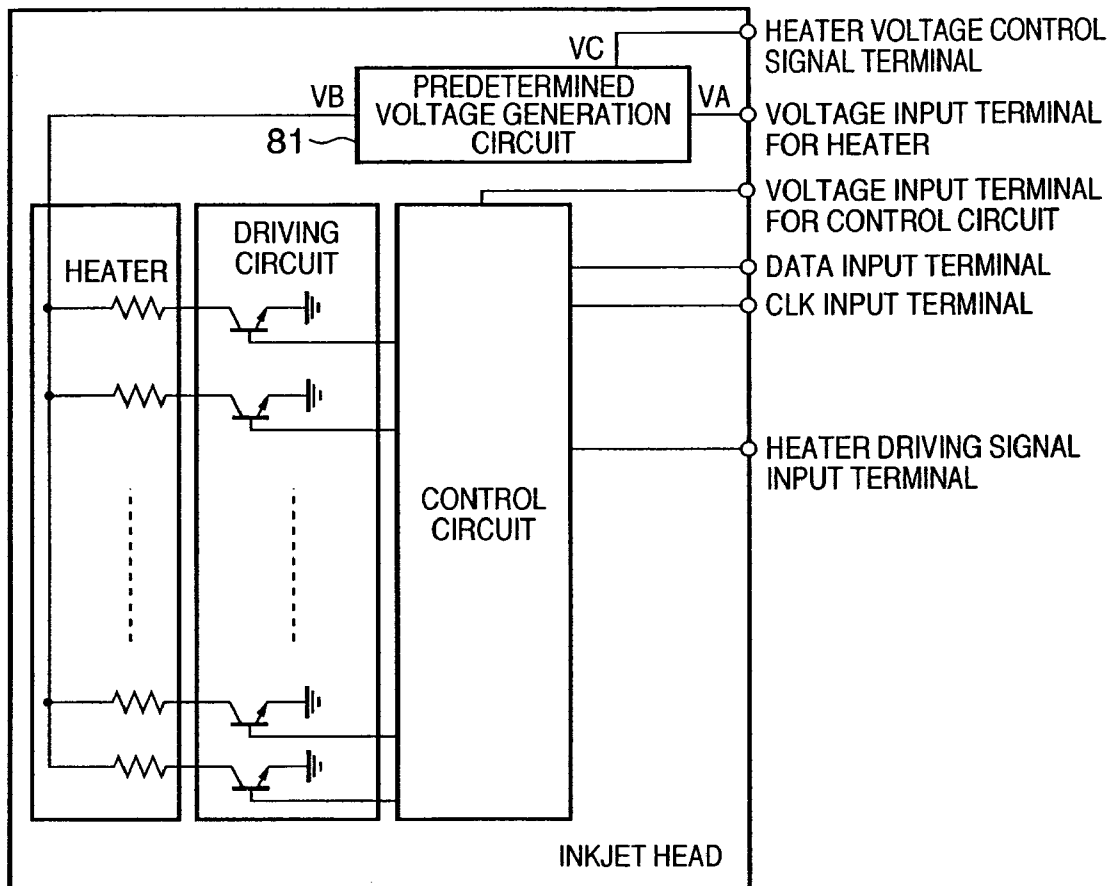 HEATER VOLTAGE CONTROL
SIGNAL TERMINAL
VC
PREDETERMINED
VOLTAGE GENERATION
CIRCUIT
VB
VA
81
VOLTAGE INPUT TERMINAL
FOR HEATER
VOLTAGE INPUT TERMINAL
FOR CONTROL CIRCUIT
HEATER
DRIVING
CIRCUIT
DATA INPUT TERMINAL
CLK INPUT TERMINAL
CONTROL
CIRCUIT
HEATER DRIVING SIGNAL
INPUT TERMINAL
INKJET HEAD